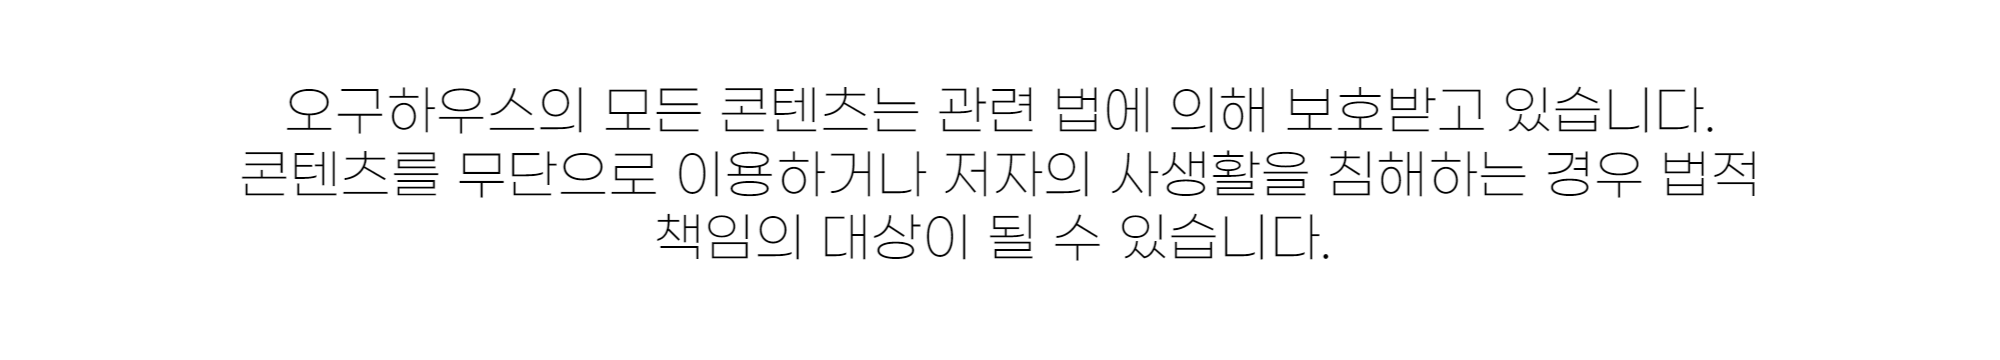 오구하우스의 모든 콘텐츠는 관련 법에 의해 보호받고 있습니다.
콘텐츠를 무단으로 이용하거나 저자의 사생활을 침해하는 경우 법적
책임의 대상이 될 수 있습니다.